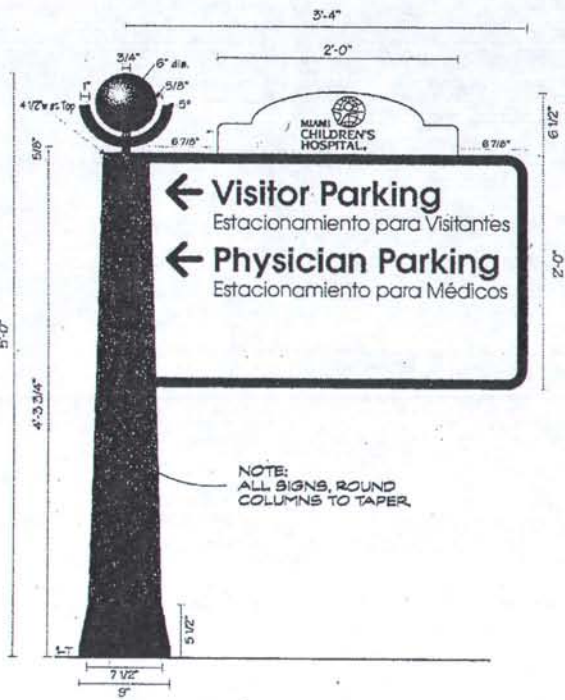 3'-4"
2'-0"
3/4"
6" dia.
1"
5/8"
5"
4 1/2"w at Top
6 1/2"
5/8"
6 7/8"
MIAMI
CHILDREN'S
HOSPITAL.
6 7/8"
← Visitor Parking
Estacionamiento para Visitantes
← Physician Parking
Estacionamiento para Médicos
2'-0"
5'-0"
4'-3 3/4"
NOTE:
ALL SIGNS, ROUND
COLUMNS TO TAPER
5 1/2"
1"
7 1/2"
9"